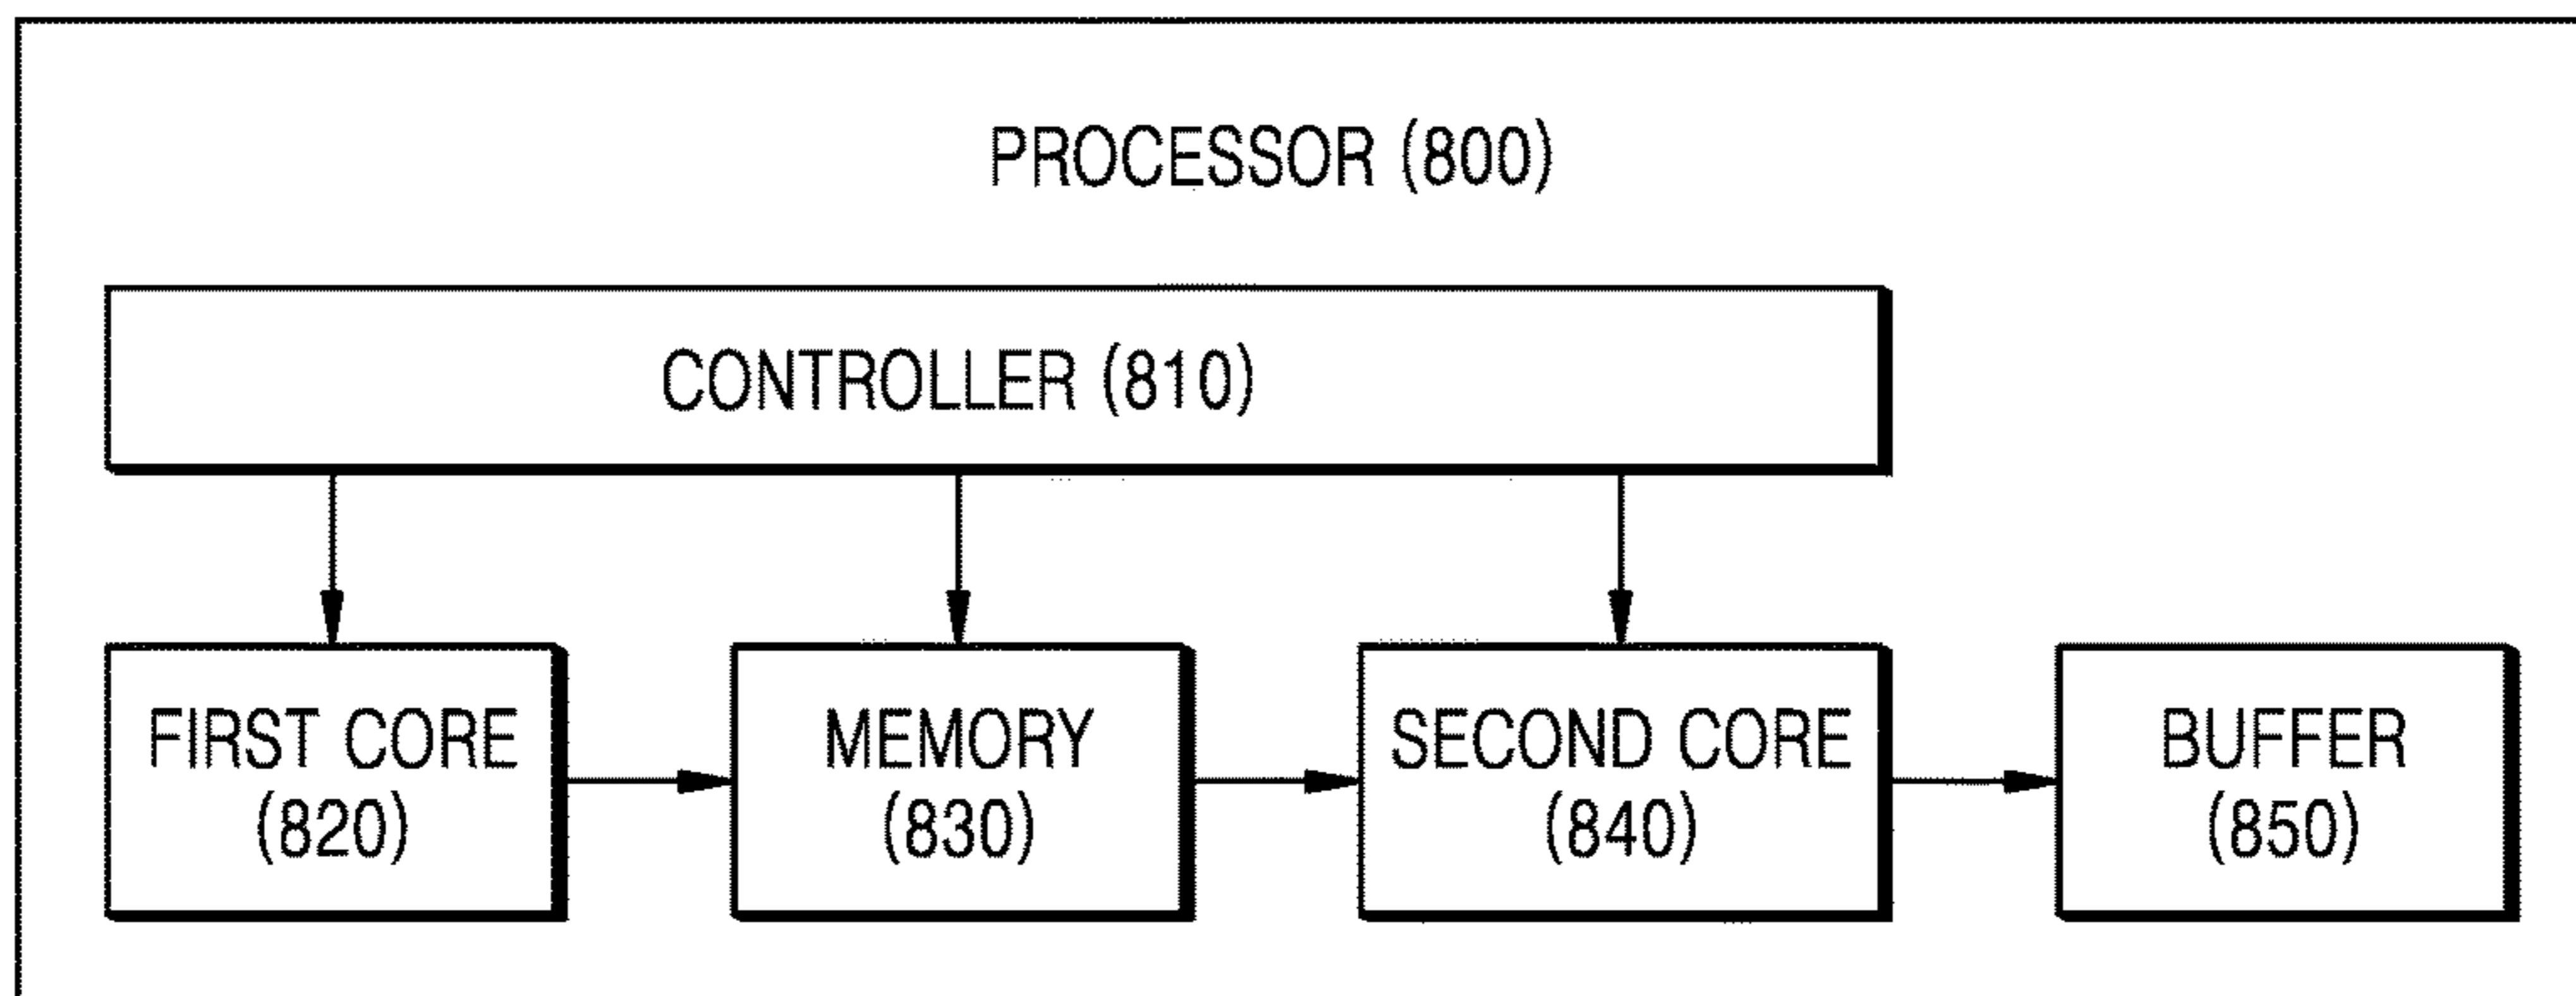 PROCESSOR (800)
CONTROLLER (810)
FIRST CORE
(820)
MEMORY
(830)
SECOND CORE
(840)
BUFFER
(850)